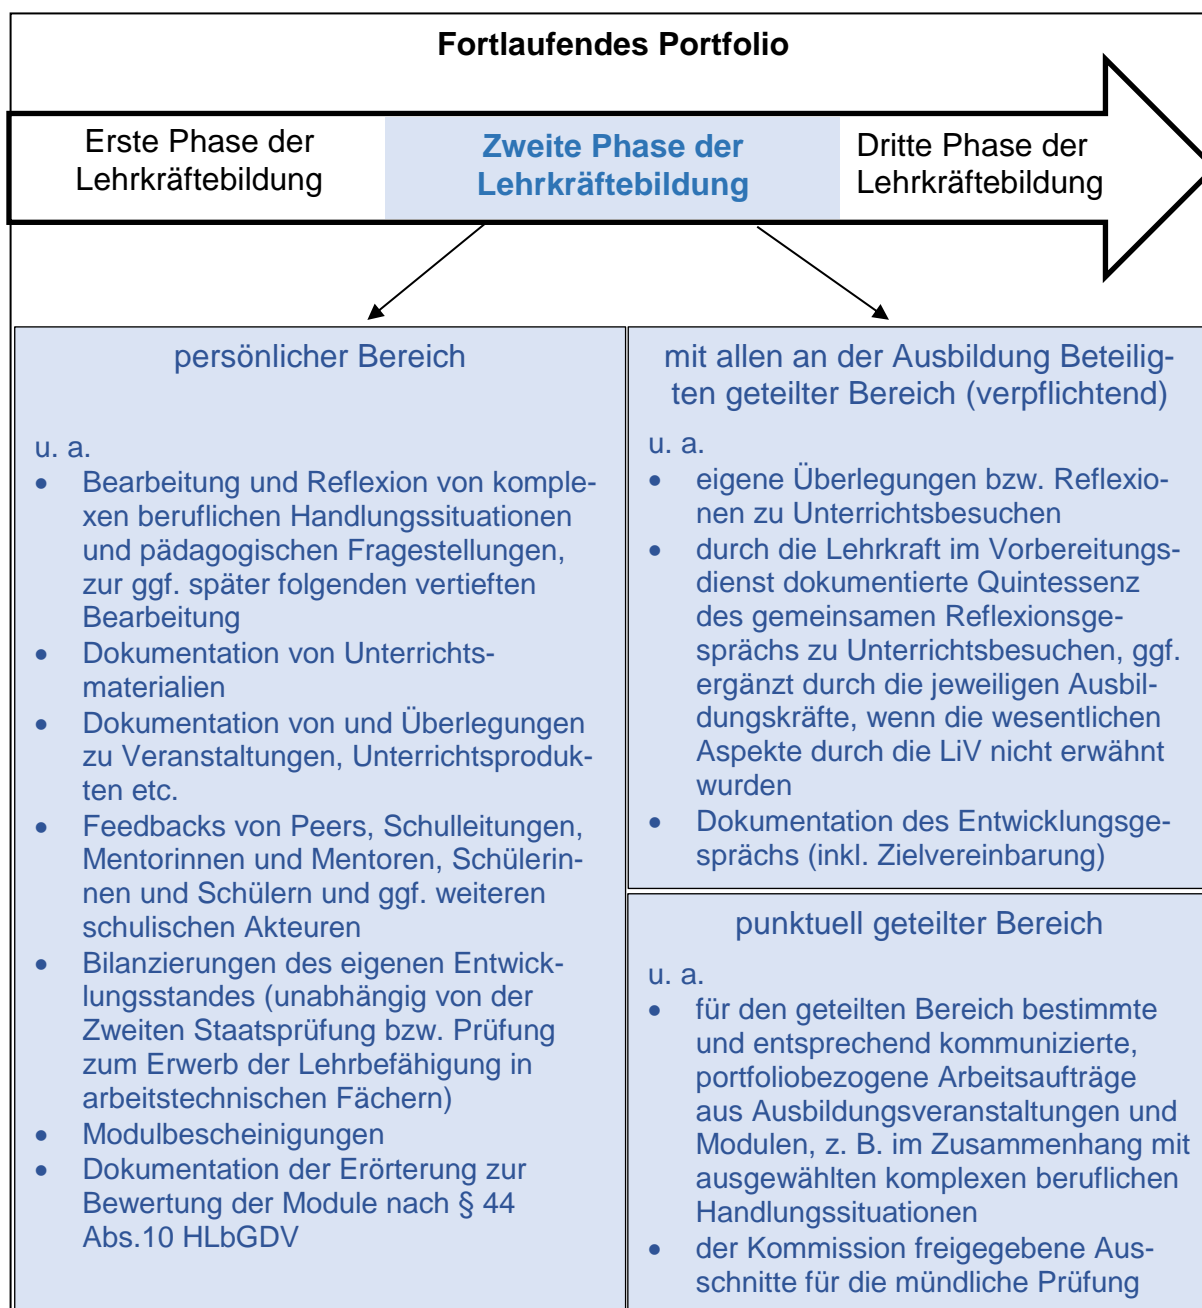 Fortlaufendes Portfolio
Erste Phase der
Lehrkräftebildung
Zweite Phase der
Lehrkräftebildung
Dritte Phase der
Lehrkräftebildung
persönlicher Bereich
u. a.
• Bearbeitung und Reflexion von komple-
xen beruflichen Handlungssituationen
und pädagogischen Fragestellungen,
zur ggf. später folgenden vertieften
Bearbeitung
• Dokumentation von Unterrichts-
materialien
• Dokumentation von und Überlegungen
zu Veranstaltungen, Unterrichtsproduk-
ten etc.
• Feedbacks von Peers, Schulleitungen,
Mentorinnen und Mentoren, Schülerin-
nen und Schülern und ggf. weiteren
schulischen Akteuren
• Bilanzierungen des eigenen Entwick-
lungsstandes (unabhängig von der
Zweiten Staatsprüfung bzw. Prüfung
zum Erwerb der Lehrbefähigung in
arbeitstechnischen Fächern)
• Modulbescheinigungen
• Dokumentation der Erörterung zur
Bewertung der Module nach § 44
Abs.10 HLbGDV
mit allen an der Ausbildung Beteilig-
ten geteilter Bereich (verpflichtend)
u. a.
• eigene Überlegungen bzw. Reflexio-
nen zu Unterrichtsbesuchen
• durch die Lehrkraft im Vorbereitungs-
dienst dokumentierte Quintessenz
des gemeinsamen Reflexionsge-
sprächs zu Unterrichtsbesuchen, ggf.
ergänzt durch die jeweiligen Ausbil-
dungskräfte, wenn die wesentlichen
Aspekte durch die LiV nicht erwähnt
wurden
• Dokumentation des Entwicklungsge-
sprächs (inkl. Zielvereinbarung)
punktuell geteilter Bereich
u. a.
• für den geteilten Bereich bestimmte
und entsprechend kommunizierte,
portfoliobezogene Arbeitsaufträge
aus Ausbildungsveranstaltungen und
Modulen, z. B. im Zusammenhang mit
ausgewählten komplexen beruflichen
Handlungssituationen
• der Kommission freigegebene Aus-
schnitte für die mündliche Prüfung